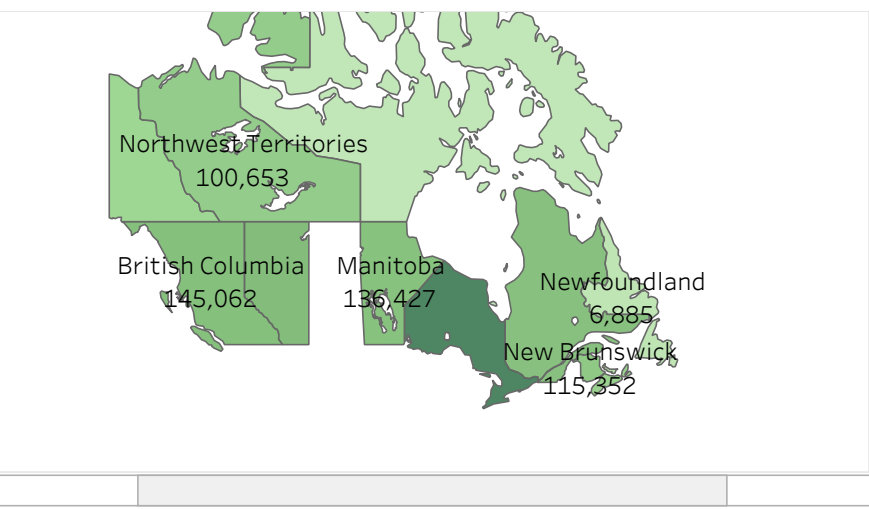 Northwest Territories
100,653
British Columbia
145,062
Manitoba
136,427
Newfoundland
6,885
New Brunswick
115,352